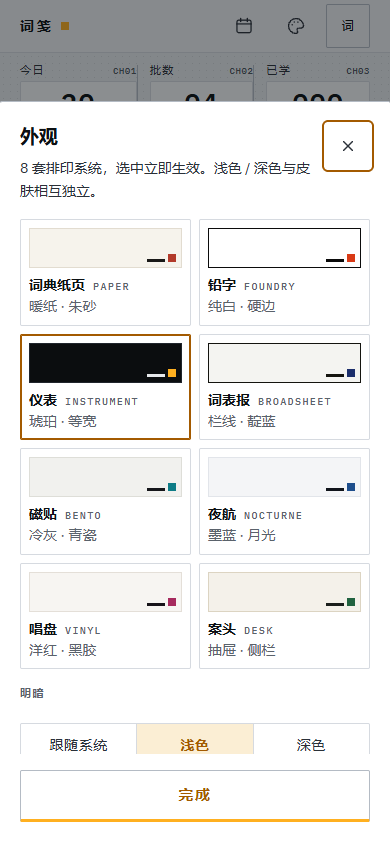 词笺
词
今日 CH01
批数 CH02
已学 CH03
外观
8 套排印系统，选中立即生效。浅色 / 深色与皮
肤相互独立。
词典纸页 PAPER
暖纸 · 朱砂
铅字 FOUNDRY
纯白 · 硬边
仪表 INSTRUMENT
琥珀 · 等宽
词表报 BROADSHEET
栏线 · 靛蓝
磁贴 BENTO
冷灰 · 青瓷
夜航 NOCTURNE
墨蓝 · 月光
唱盘 VINYL
洋红 · 黑胶
案头 DESK
抽屉 · 侧栏
明暗
跟随系统
浅色
深色
完成